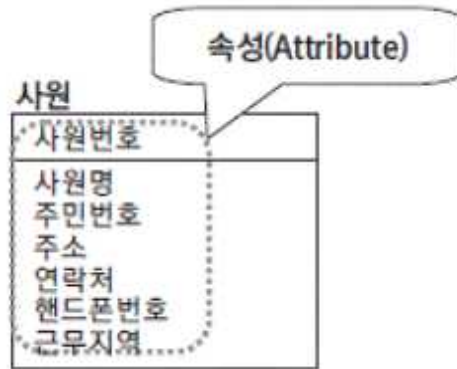 속성(Attribute)
사원
사원번호
사원명
주민번호
주소
연락처
핸드폰번호
근무지역